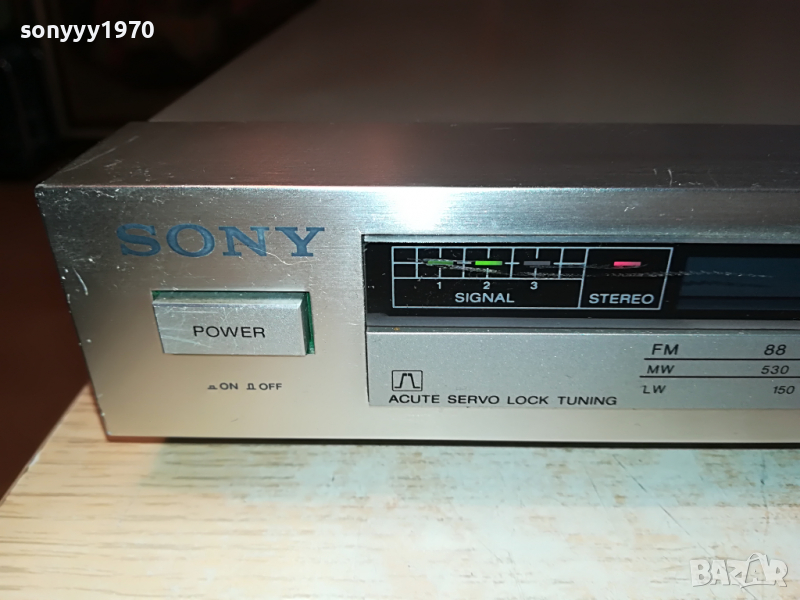 sonyyy1970
SONY
1 2 3
SIGNAL STEREO
POWER
FM 88
MW 530
LW 150
ON OFF
ACUTE SERVO LOCK TUNING
BAZAR